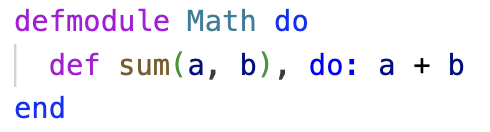 defmodule Math do
  def sum(a, b), do: a + b
end